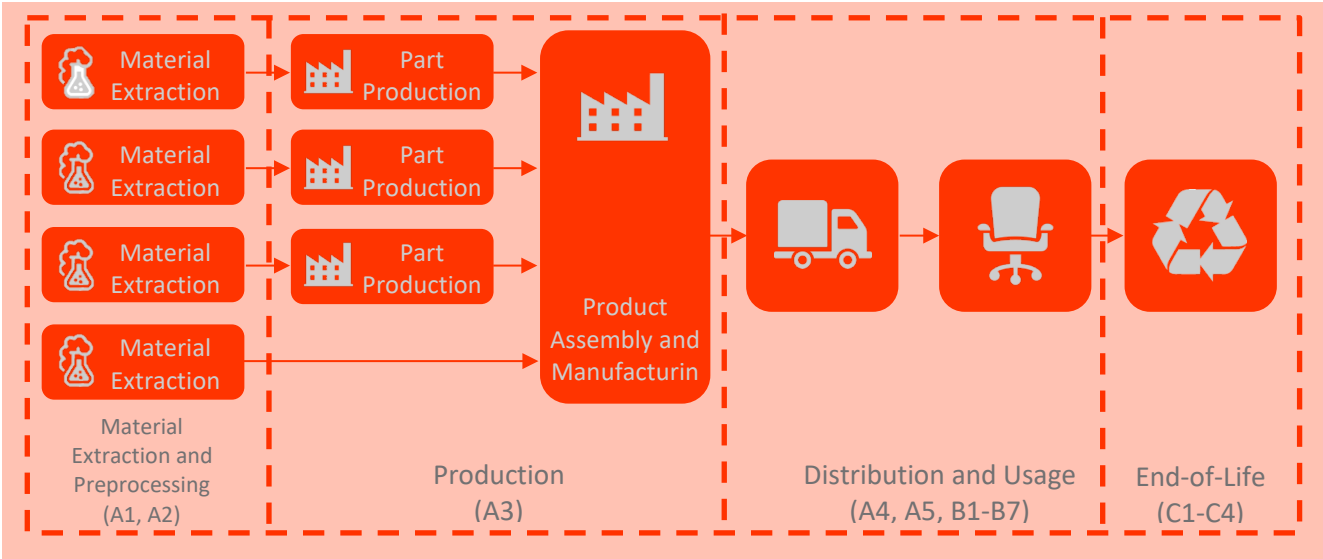 Material
Extraction
Part
Production
Material
Extraction
Part
Production
Material
Extraction
Part
Production
Material
Extraction
Product
Assembly and
Manufacturin
Material
Extraction and
Preprocessing
(A1, A2)
Production
(A3)
Distribution and Usage
(A4, A5, B1-B7)
End-of-Life
(C1-C4)